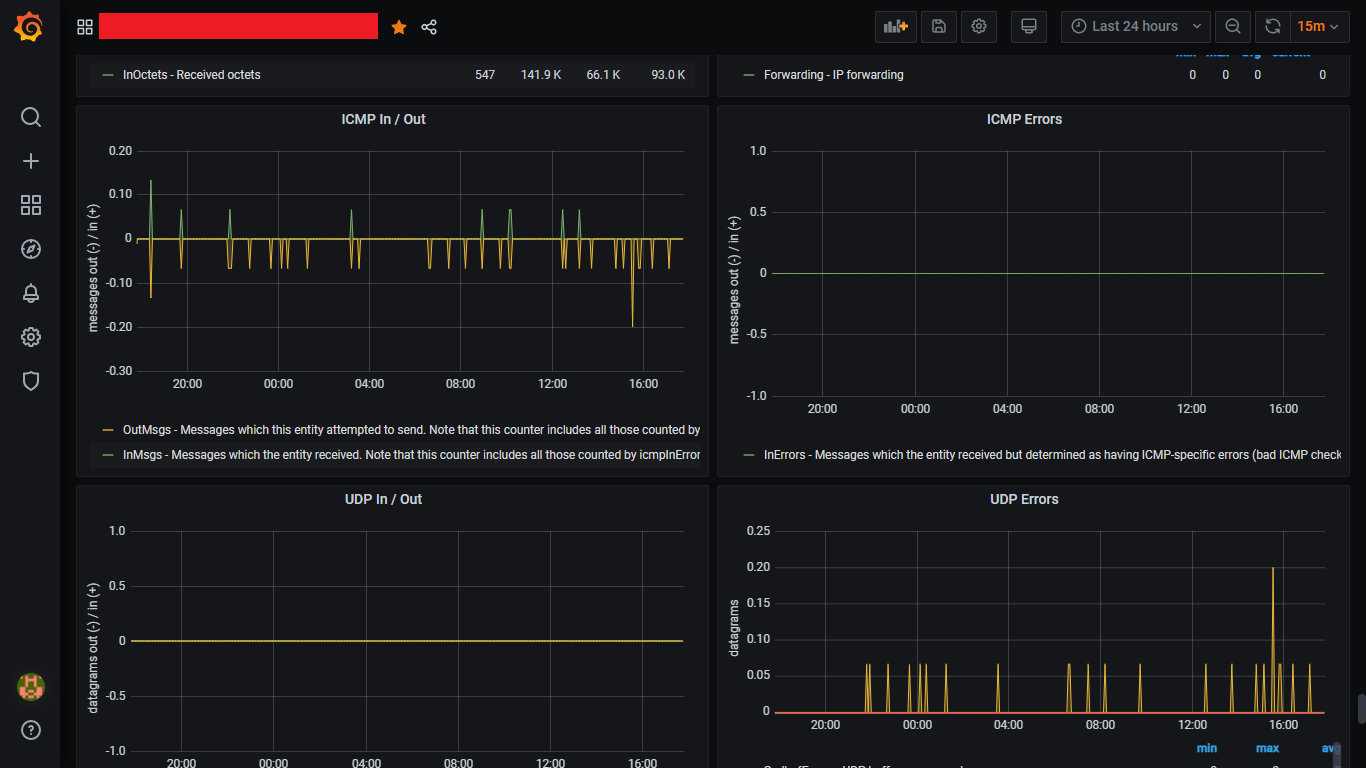 Last 24 hours
15m
InOctets - Received octets 547 141.9 K 66.1 K 93.0 K
min max avg current
Forwarding - IP forwarding 0 0 0 0
ICMP In / Out
messages out (-) / in (+)
0.20
0.10
0
-0.10
-0.20
-0.30
20:00 00:00 04:00 08:00 12:00 16:00
OutMsgs - Messages which this entity attempted to send. Note that this counter includes all those counted by
InMsgs - Messages which the entity received. Note that this counter includes all those counted by icmpInError
ICMP Errors
messages out (-) / in (+)
1.0
0.5
0
-0.5
-1.0
20:00 00:00 04:00 08:00 12:00 16:00
InErrors - Messages which the entity received but determined as having ICMP-specific errors (bad ICMP check
UDP In / Out
datagrams out (-) / in (+)
1.0
0.5
0
-0.5
-1.0
20:00 00:00 04:00 08:00 12:00 16:00
UDP Errors
datagrams
0.25
0.20
0.15
0.10
0.05
0
20:00 00:00 04:00 08:00 12:00 16:00
min max avg